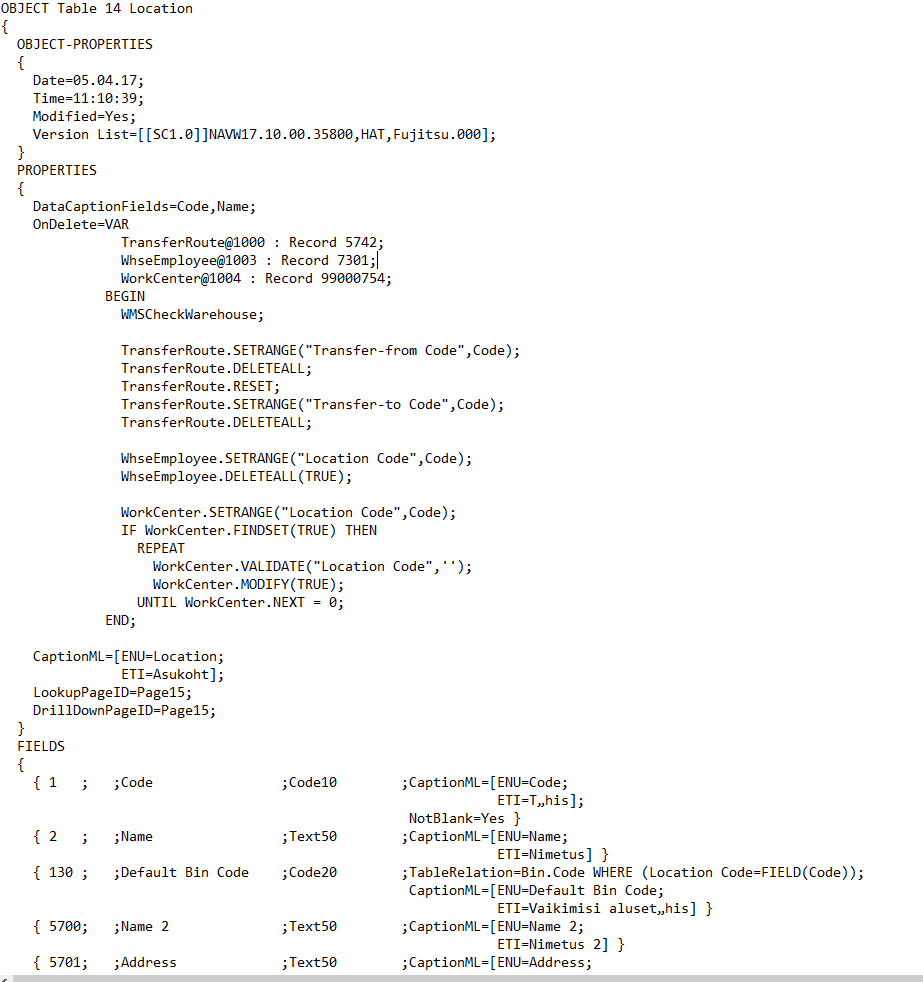 OBJECT Table 14 Location
{
  OBJECT-PROPERTIES
  {
    Date=05.04.17;
    Time=11:10:39;
    Modified=Yes;
    Version List=[[SC1.0]]NAVW17.10.00.35800,HAT,Fujitsu.000];
  }
  PROPERTIES
  {
    DataCaptionFields=Code,Name;
    OnDelete=VAR
               TransferRoute@1000 : Record 5742;
               WhseEmployee@1003 : Record 7301;
               WorkCenter@1004 : Record 99000754;
             BEGIN
               WMSCheckWarehouse;

               TransferRoute.SETRANGE("Transfer-from Code",Code);
               TransferRoute.DELETEALL;
               TransferRoute.RESET;
               TransferRoute.SETRANGE("Transfer-to Code",Code);
               TransferRoute.DELETEALL;

               WhseEmployee.SETRANGE("Location Code",Code);
               WhseEmployee.DELETEALL(TRUE);

               WorkCenter.SETRANGE("Location Code",Code);
               IF WorkCenter.FINDSET(TRUE) THEN
                 REPEAT
                   WorkCenter.VALIDATE("Location Code",'');
                   WorkCenter.MODIFY(TRUE);
                 UNTIL WorkCenter.NEXT = 0;
             END;

    CaptionML=[ENU=Location;
               ETI=Asukoht];
    LookupPageID=Page15;
    DrillDownPageID=Page15;
  }
  FIELDS
  {
    { 1   ;   ;Code                ;Code10        ;CaptionML=[ENU=Code;
                                                              ETI=T„his];
                                                   NotBlank=Yes }
    { 2   ;   ;Name                ;Text50        ;CaptionML=[ENU=Name;
                                                              ETI=Nimetus] }
    { 130 ;   ;Default Bin Code    ;Code20        ;TableRelation=Bin.Code WHERE (Location Code=FIELD(Code));
                                                   CaptionML=[ENU=Default Bin Code;
                                                              ETI=Vaikimisi aluset„his] }
    { 5700;   ;Name 2              ;Text50        ;CaptionML=[ENU=Name 2;
                                                              ETI=Nimetus 2] }
    { 5701;   ;Address             ;Text50        ;CaptionML=[ENU=Address;